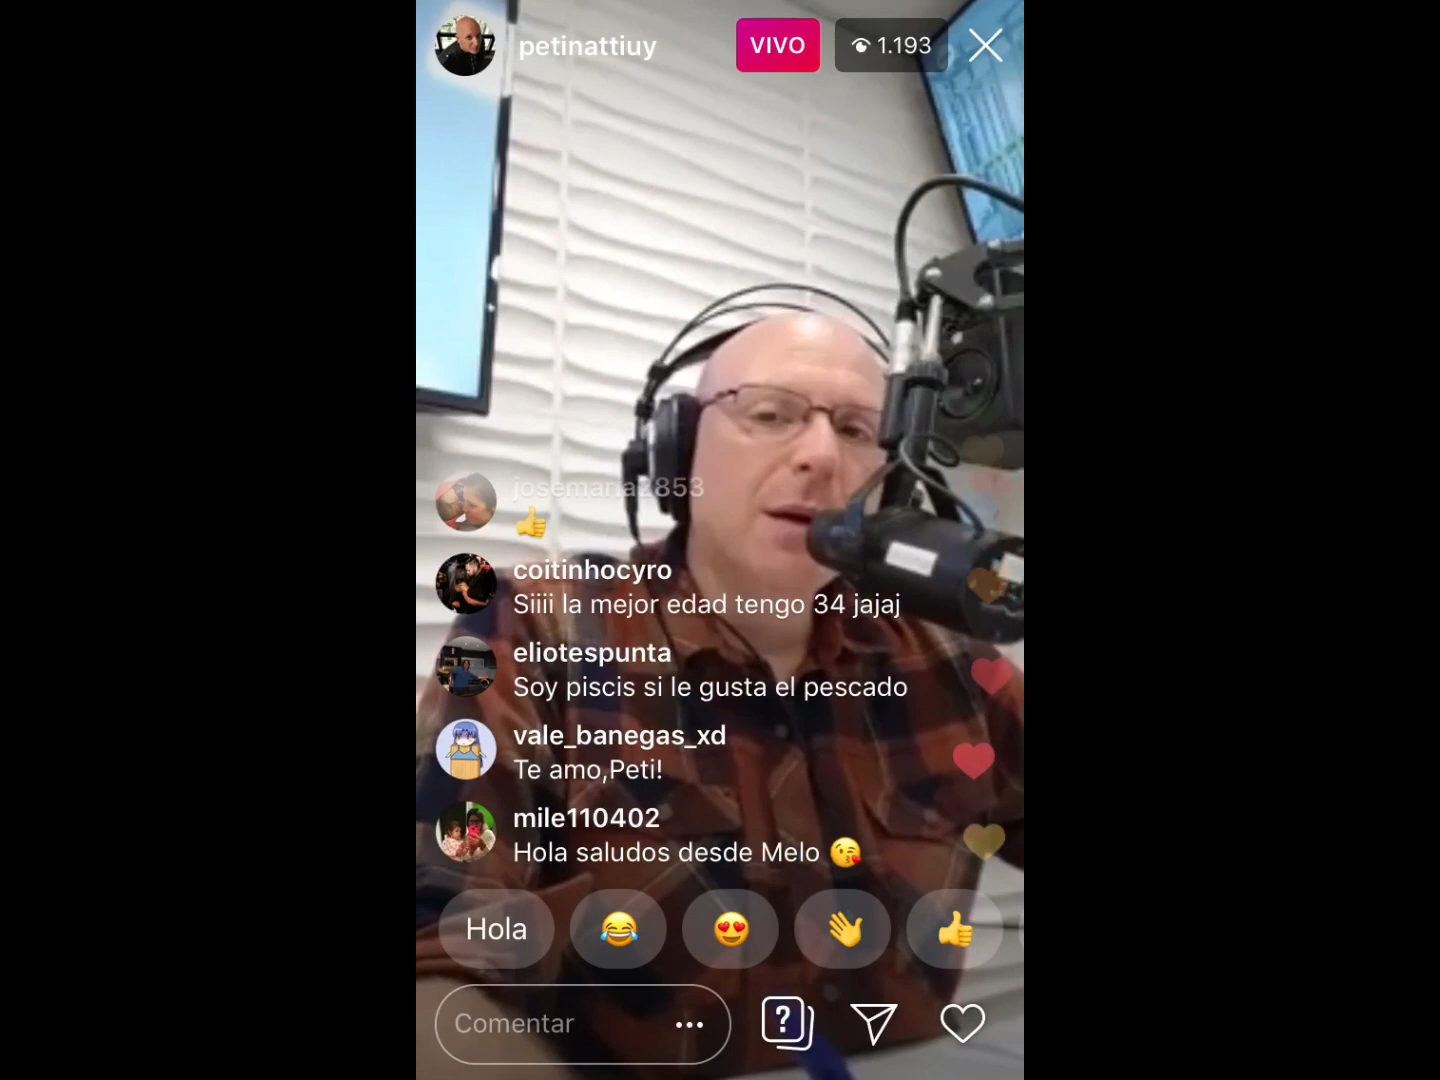 petinattiuy
VIVO
1.193
josemaria2853
coitinhocyro
Siiii la mejor edad tengo 34 jajaj
eliotespunta
Soy piscis si le gusta el pescado
vale_banegas_xd
Te amo,Peti!
mile110402
Hola saludos desde Melo
Hola
Comentar
?